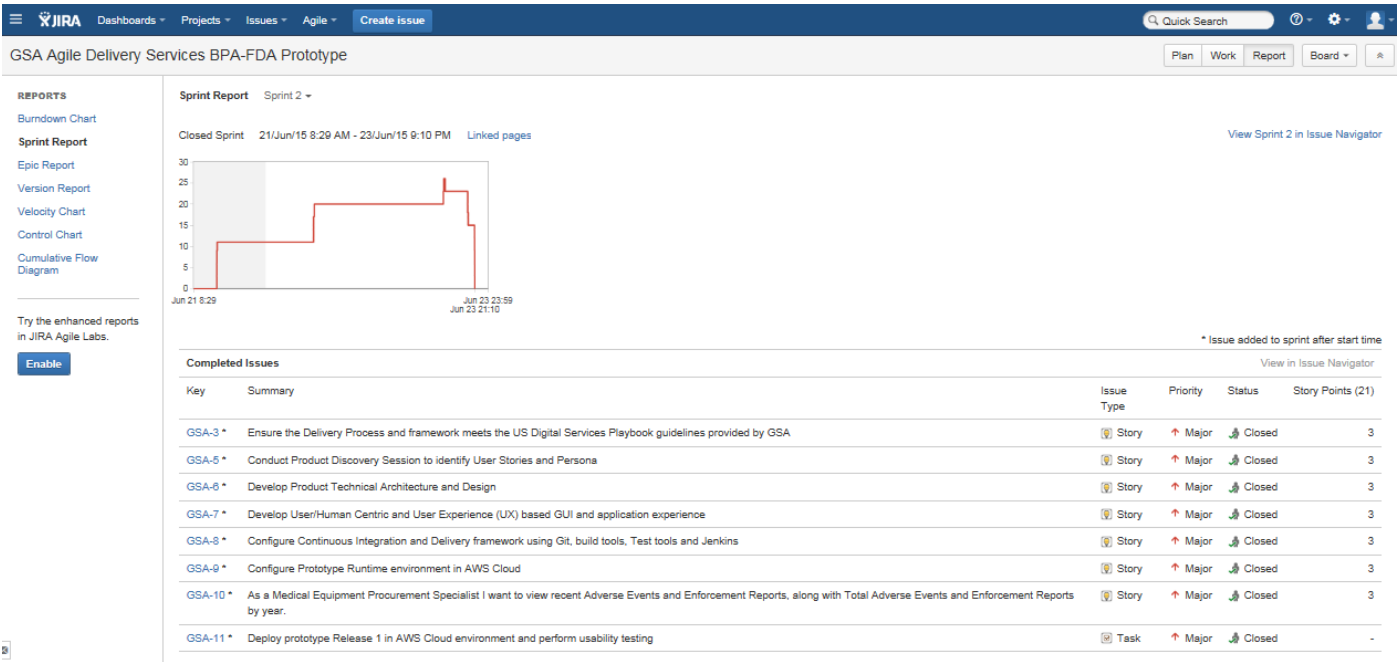 JIRA Dashboards Projects Issues Agile Create issue Quick Search
GSA Agile Delivery Services BPA-FDA Prototype Plan Work Report Board
REPORTS
Burndown Chart
Sprint Report
Epic Report
Version Report
Velocity Chart
Control Chart
Cumulative Flow
Diagram
Try the enhanced reports
in JIRA Agile Labs.
Enable
Sprint Report Sprint 2
Closed Sprint 21/Jun/15 8:29 AM - 23/Jun/15 9:10 PM Linked pages View Sprint 2 in Issue Navigator
30
25
20
15
10
5
0
Jun 21 8:29 Jun 23 23:59
Jun 23 21:10
* Issue added to sprint after start time
Completed Issues View in Issue Navigator
Key Summary Issue Priority Status Story Points (21)
Type
GSA-3 * Ensure the Delivery Process and framework meets the US Digital Services Playbook guidelines provided by GSA Story Major Closed 3
GSA-5 * Conduct Product Discovery Session to identify User Stories and Persona Story Major Closed 3
GSA-6 * Develop Product Technical Architecture and Design Story Major Closed 3
GSA-7 * Develop User/Human Centric and User Experience (UX) based GUI and application experience Story Major Closed 3
GSA-8 * Configure Continuous Integration and Delivery framework using Git, build tools, Test tools and Jenkins Story Major Closed 3
GSA-9 * Configure Prototype Runtime environment in AWS Cloud Story Major Closed 3
GSA-10 * As a Medical Equipment Procurement Specialist I want to view recent Adverse Events and Enforcement Reports, along with Total Adverse Events and Enforcement Reports Story Major Closed 3
by year.
GSA-11 * Deploy prototype Release 1 in AWS Cloud environment and perform usability testing Task Major Closed -